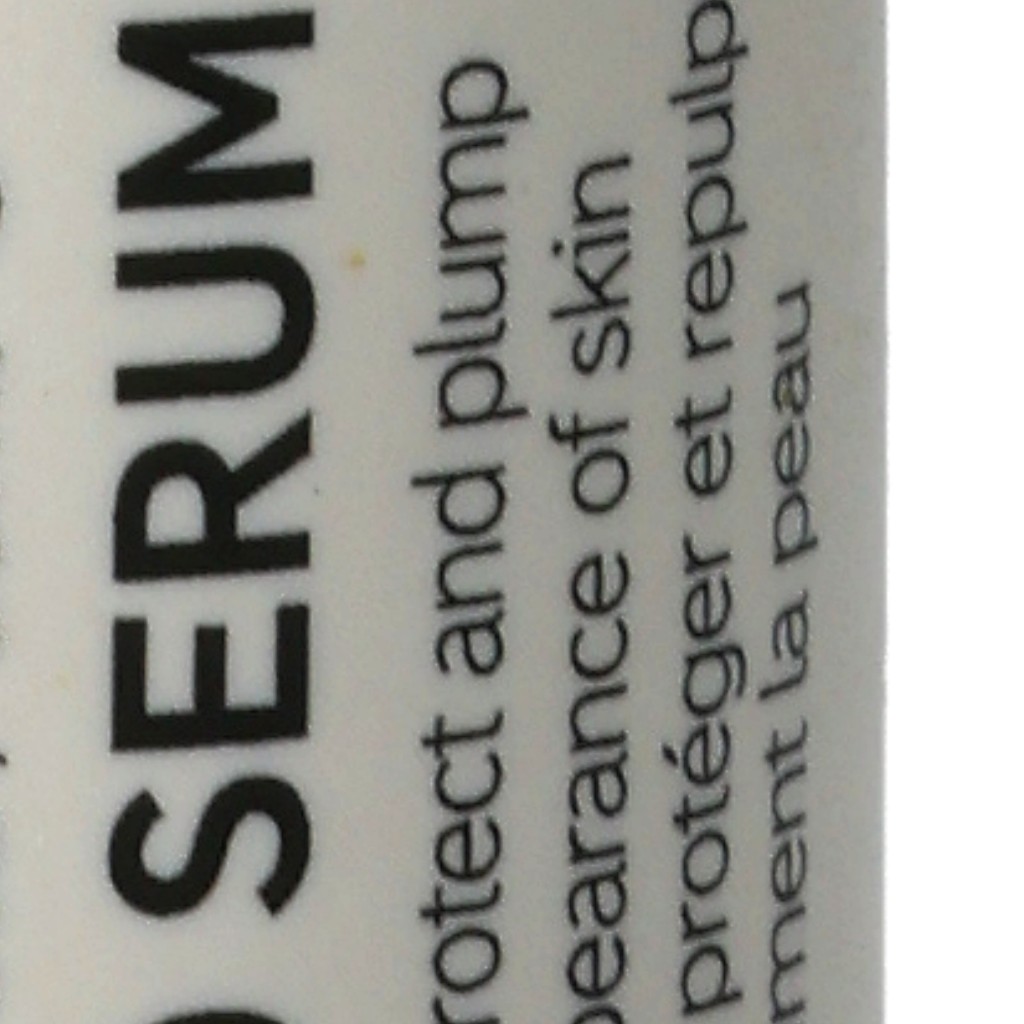 SERUM
rotect and plump
pearance of skin
protéger et repulp
ment la peau